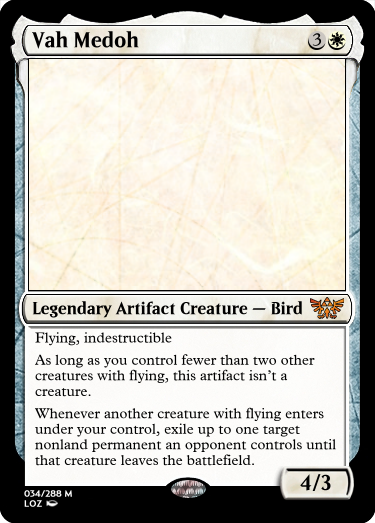 Vah Medoh 3
Legendary Artifact Creature — Bird
Flying, indestructible
As long as you control fewer than two other
creatures with flying, this artifact isn't a
creature.
Whenever another creature with flying enters
under your control, exile up to one target
nonland permanent an opponent controls until
that creature leaves the battlefield.
4/3
034/288 M
LOZ